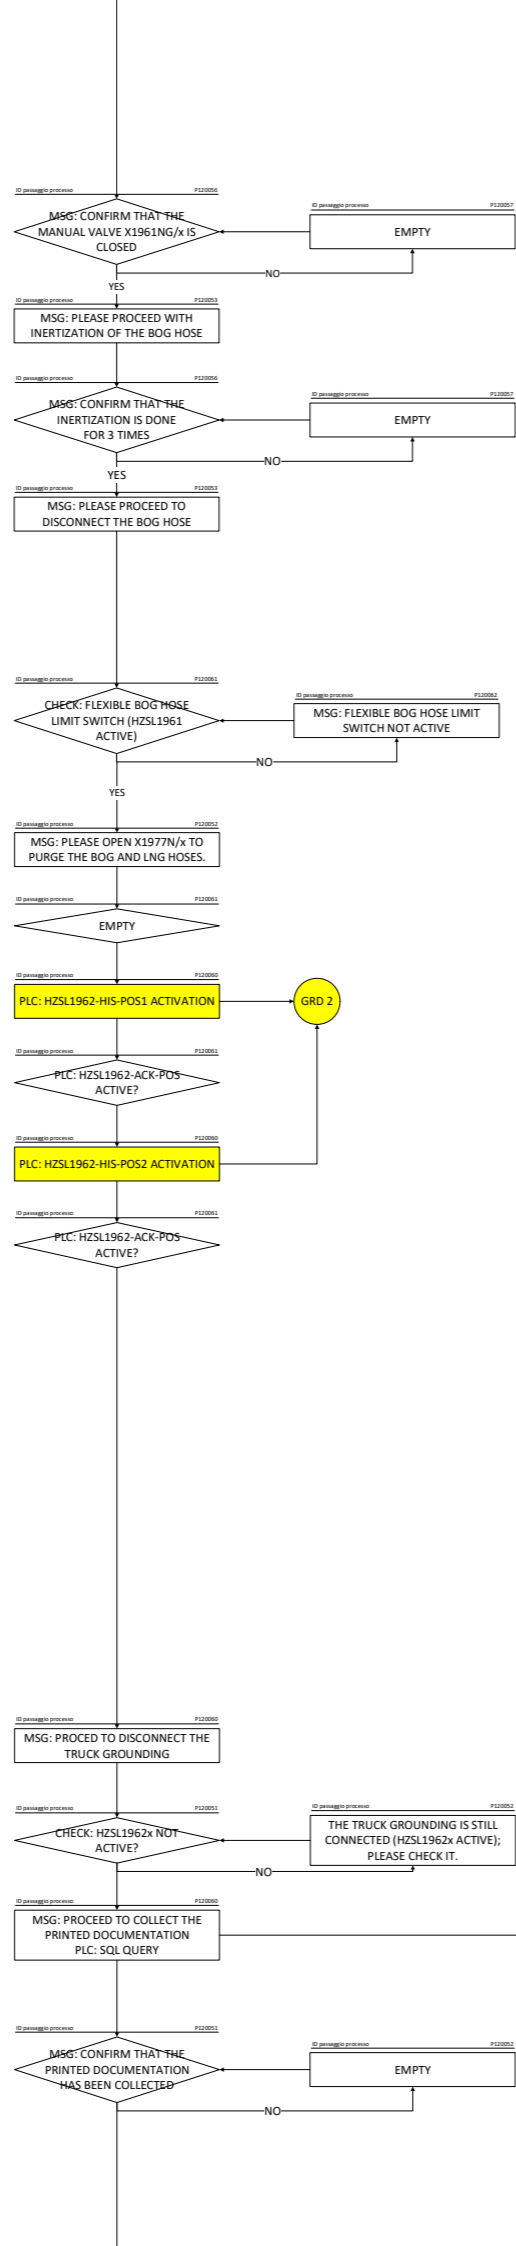 ID passaggio processo P120056
MSG: CONFIRM THAT THE
MANUAL VALVE X1961NG/x IS
CLOSED
ID passaggio processo P120057
EMPTY
NO
YES
ID passaggio processo P120053
MSG: PLEASE PROCEED WITH
INERTIZATION OF THE BOG HOSE
ID passaggio processo P120056
MSG: CONFIRM THAT THE
INERTIZATION IS DONE
FOR 3 TIMES
ID passaggio processo P120057
EMPTY
NO
YES
ID passaggio processo P120053
MSG: PLEASE PROCEED TO
DISCONNECT THE BOG HOSE
ID passaggio processo P120061
CHECK: FLEXIBLE BOG HOSE
LIMIT SWITCH (HZSL1961
ACTIVE)
ID passaggio processo P120062
MSG: FLEXIBLE BOG HOSE LIMIT
SWITCH NOT ACTIVE
NO
YES
ID passaggio processo P120052
MSG: PLEASE OPEN X1977N/x TO
PURGE THE BOG AND LNG HOSES.
ID passaggio processo P120061
EMPTY
ID passaggio processo P120060
PLC: HZSL1962-HIS-POS1 ACTIVATION
GRD 2
ID passaggio processo P120061
PLC: HZSL1962-ACK-POS
ACTIVE?
ID passaggio processo P120060
PLC: HZSL1962-HIS-POS2 ACTIVATION
ID passaggio processo P120061
PLC: HZSL1962-ACK-POS
ACTIVE?
ID passaggio processo P120060
MSG: PROCED TO DISCONNECT THE
TRUCK GROUNDING
ID passaggio processo P120051
CHECK: HZSL1962x NOT
ACTIVE?
ID passaggio processo P120052
THE TRUCK GROUNDING IS STILL
CONNECTED (HZSL1962x ACTIVE);
PLEASE CHECK IT.
NO
ID passaggio processo P120060
MSG: PROCEED TO COLLECT THE
PRINTED DOCUMENTATION
PLC: SQL QUERY
ID passaggio processo P120051
MSG: CONFIRM THAT THE
PRINTED DOCUMENTATION
HAS BEEN COLLECTED
ID passaggio processo P120052
EMPTY
NO